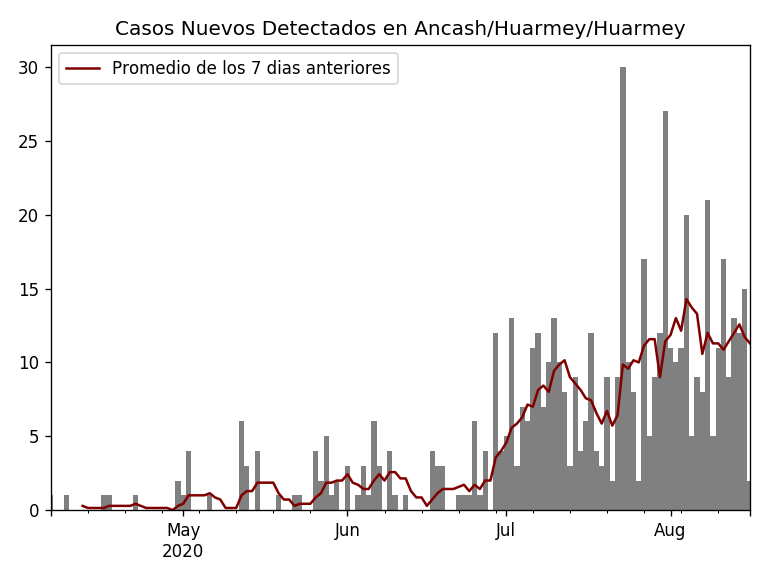 Casos Nuevos Detectados en Ancash/Huarmey/Huarmey
Promedio de los 7 dias anteriores
30
25
20
15
10
5
0
May
2020
Jun
Jul
Aug